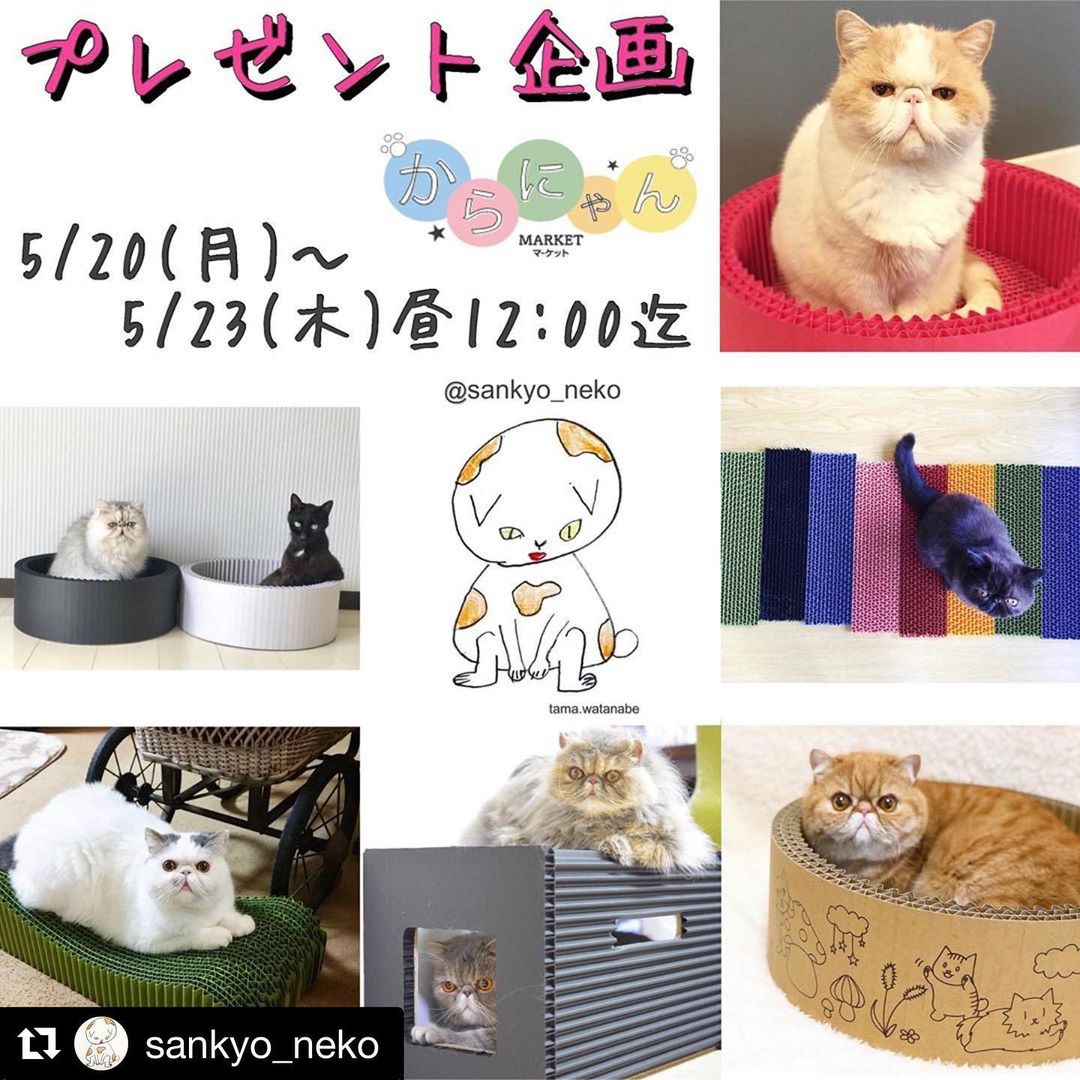 プレゼント企画
からにゃん
MARKET
マーケット
5/20(月)～
5/23(木)昼12:00迄
@sankyo_neko
tama.watanabe
sankyo_neko